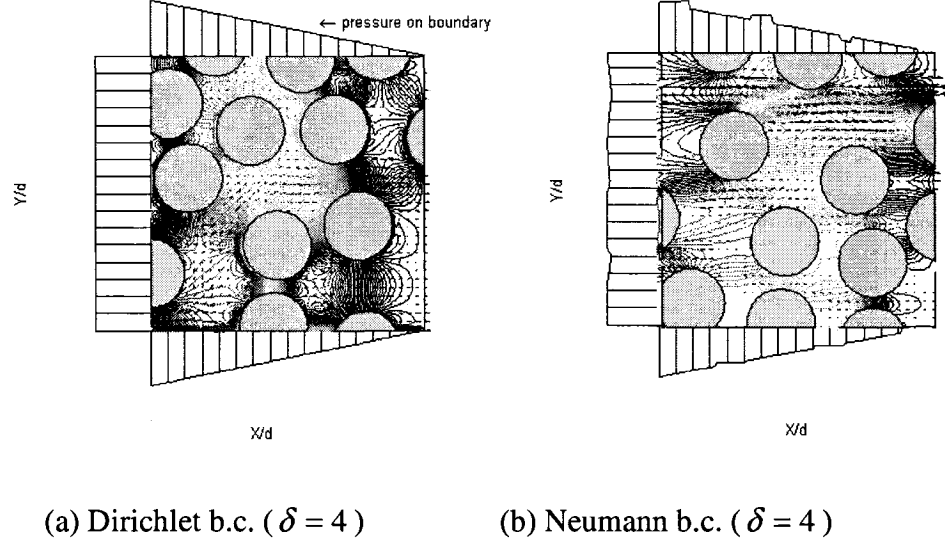 ← pressure on boundary
Y/d
X/d
Y/d
X/d
(a) Dirichlet b.c. ( δ = 4 )
(b) Neumann b.c. ( δ = 4 )